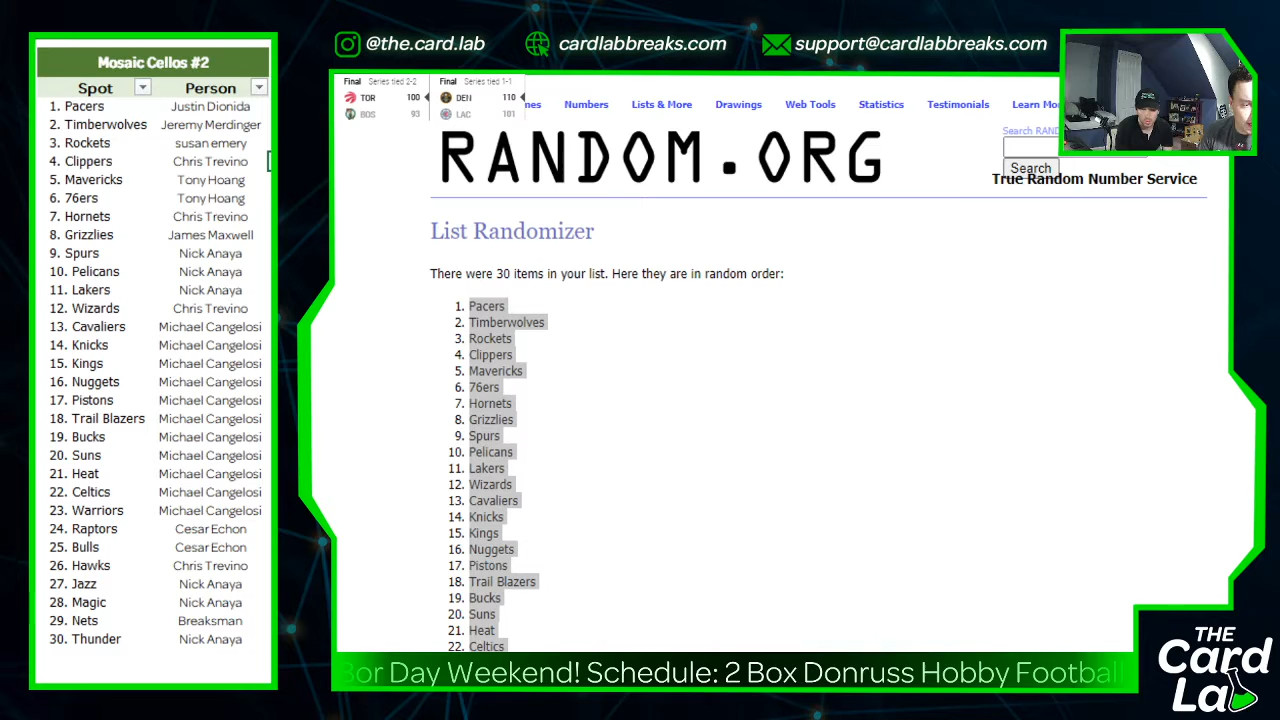 @the.card.lab
cardlabbreaks.com
support@cardlabbreaks.com
Mosaic Cellos #2
Spot Person
1. Pacers Justin Dionida
2. Timberwolves Jeremy Merdinger
3. Rockets susan emery
4. Clippers Chris Trevino
5. Mavericks Tony Hoang
6. 76ers Tony Hoang
7. Hornets Chris Trevino
8. Grizzlies James Maxwell
9. Spurs Nick Anaya
10. Pelicans Nick Anaya
11. Lakers Nick Anaya
12. Wizards Chris Trevino
13. Cavaliers Michael Cangelosi
14. Knicks Michael Cangelosi
15. Kings Michael Cangelosi
16. Nuggets Michael Cangelosi
17. Pistons Michael Cangelosi
18. Trail Blazers Michael Cangelosi
19. Bucks Michael Cangelosi
20. Suns Michael Cangelosi
21. Heat Michael Cangelosi
22. Celtics Michael Cangelosi
23. Warriors Michael Cangelosi
24. Raptors Cesar Echon
25. Bulls Cesar Echon
26. Hawks Chris Trevino
27. Jazz Nick Anaya
28. Magic Nick Anaya
29. Nets Breaksman
30. Thunder Nick Anaya
Final Series tied 2-2
TOR 100
BOS 93
Final Series tied 1-1
DEN 110
LAC 101
Numbers Lists & More Drawings Web Tools Statistics Testimonials Learn
RANDOM.ORG
Search RAND
Search
True Random Number Service
List Randomizer
There were 30 items in your list. Here they are in random order:
1. Pacers
2. Timberwolves
3. Rockets
4. Clippers
5. Mavericks
6. 76ers
7. Hornets
8. Grizzlies
9. Spurs
10. Pelicans
11. Lakers
12. Wizards
13. Cavaliers
14. Knicks
15. Kings
16. Nuggets
17. Pistons
18. Trail Blazers
19. Bucks
20. Suns
21. Heat
22. Celtics
Bor Day Weekend! Schedule: 2 Box Donruss Hobby Football
THE
Card
Lab